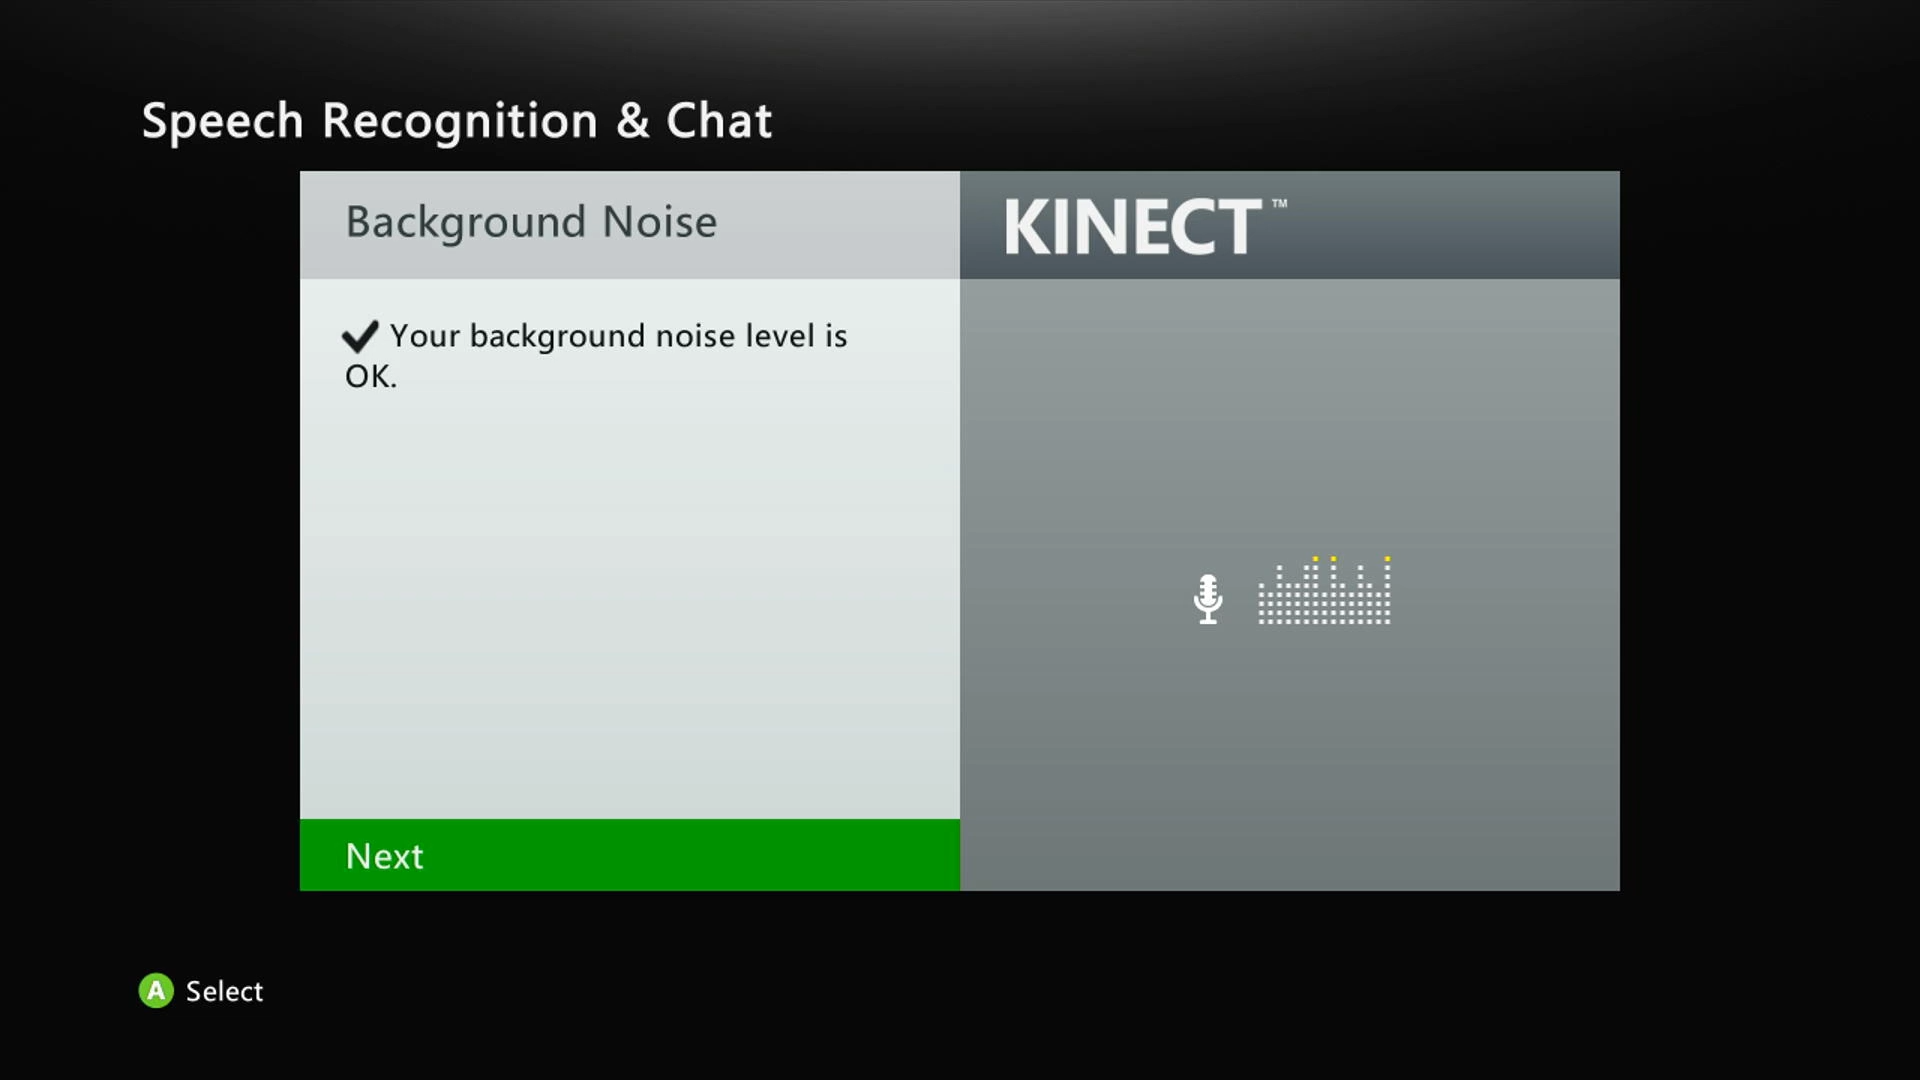 Speech Recognition & Chat
Background Noise
KINECT™
Your background noise level is
OK.
Next
A Select